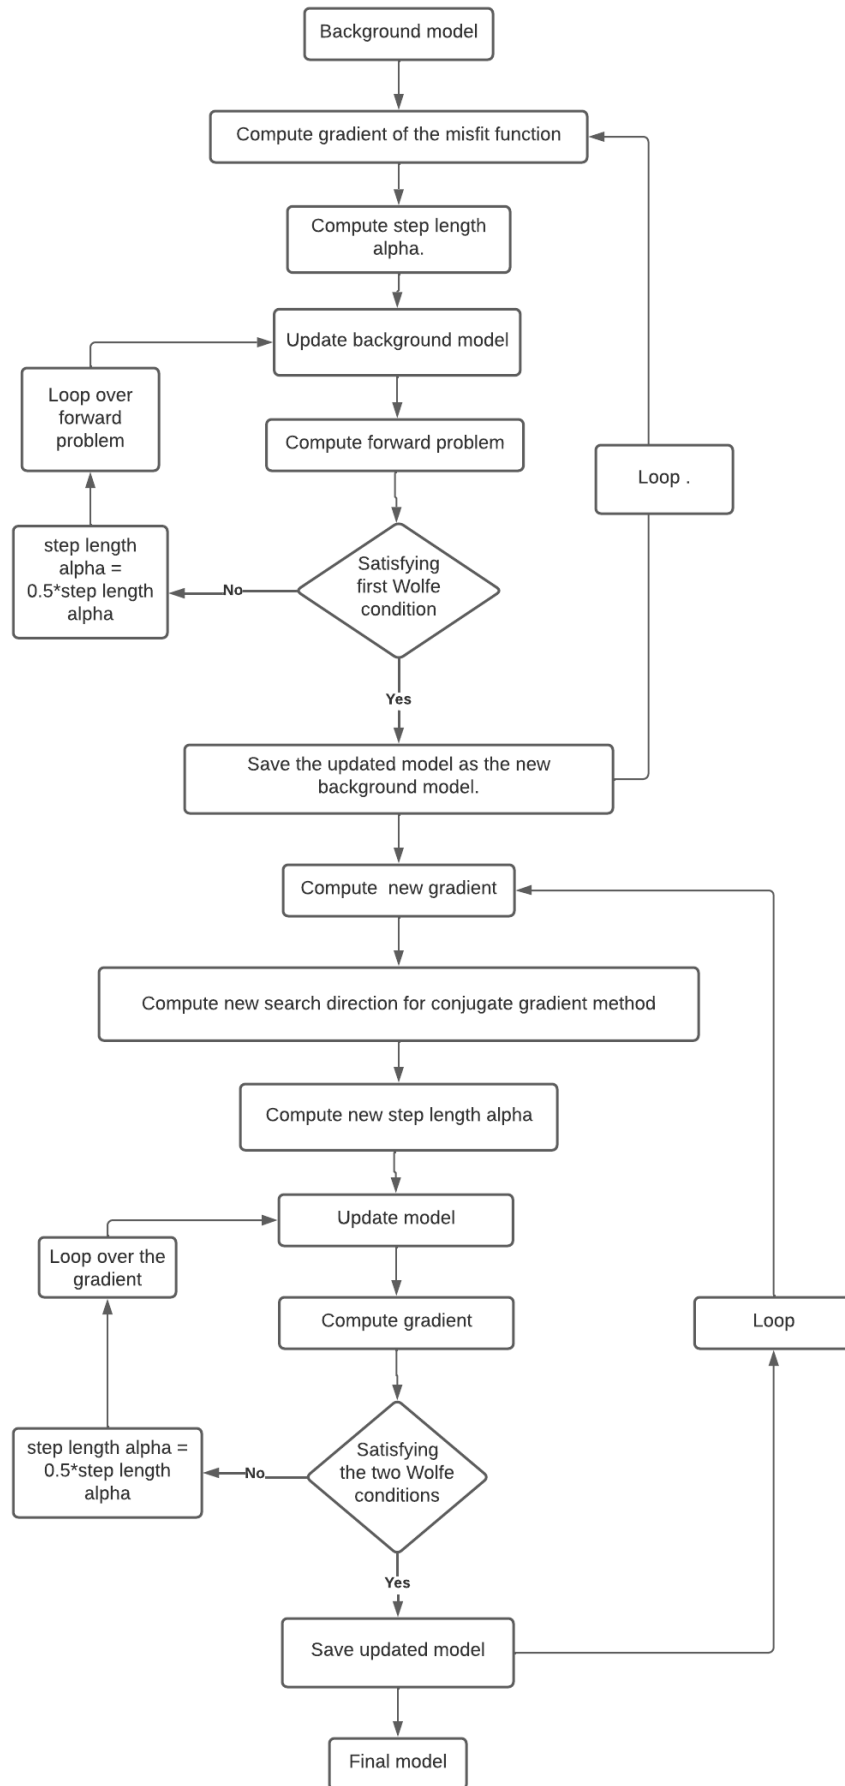 Background model
Compute gradient of the misfit function
Compute step length
alpha.
Update background model
Loop over
forward
problem
Compute forward problem
Loop .
step length
alpha =
0.5*step length
alpha
No
Satisfying
first Wolfe
condition
Yes
Save the updated model as the new
background model.
Compute  new gradient
Compute new search direction for conjugate gradient method
Compute new step length alpha
Update model
Loop over the
gradient
Compute gradient
Loop
step length alpha =
0.5*step length
alpha
No
Satisfying
the two Wolfe
conditions
Yes
Save updated model
Final model